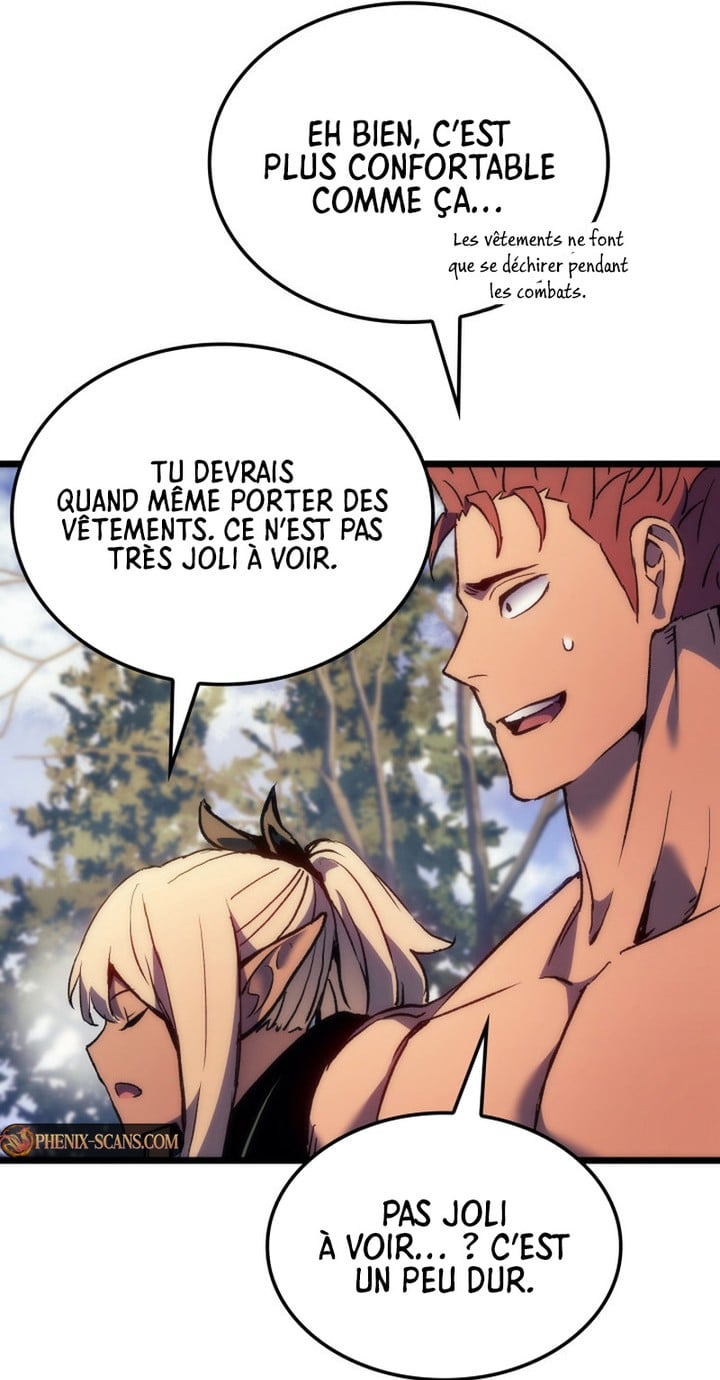 EH BIEN, C'EST
PLUS CONFORTABLE
COMME ÇA...
Les vêtements ne font
que se déchirer pendant
les combats.
TU DEVRAIS
QUAND MÊME PORTER DES
VÊTEMENTS. CE N'EST PAS
TRÈS JOLI À VOIR.
PHENIX-SCANS.COM
PAS JOLI
À VOIR... ? C'EST
UN PEU DUR.